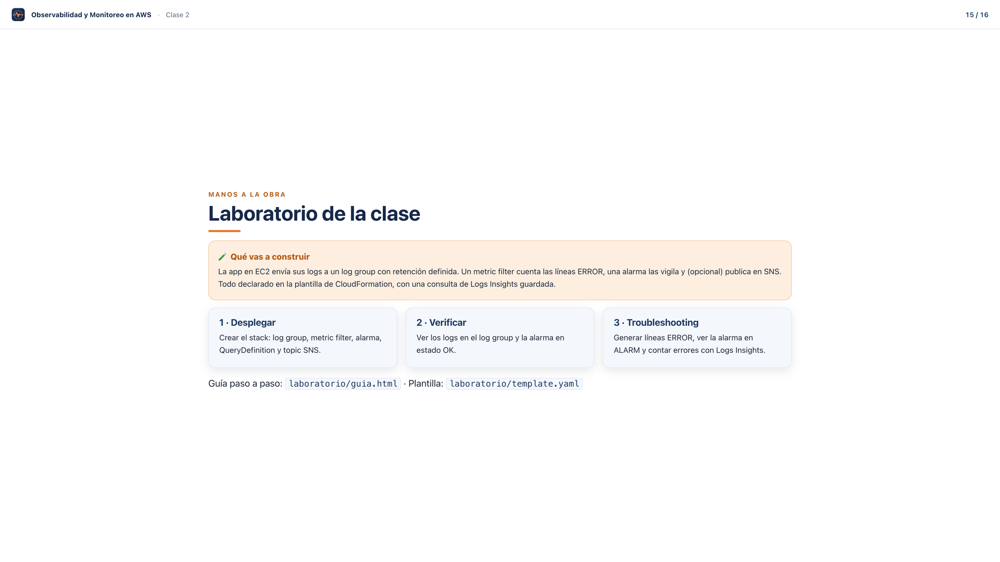 Observabilidad y Monitoreo en AWS · Clase 2
15 / 16
MANOS A LA OBRA
Laboratorio de la clase
Qué vas a construir
La app en EC2 envía sus logs a un log group con retención definida. Un metric filter cuenta las líneas ERROR, una alarma las vigila y (opcional) publica en SNS.
Todo declarado en la plantilla de CloudFormation, con una consulta de Logs Insights guardada.
1 · Desplegar
Crear el stack: log group, metric filter, alarma,
QueryDefinition y topic SNS.
2 · Verificar
Ver los logs en el log group y la alarma en
estado OK.
3 · Troubleshooting
Generar líneas ERROR, ver la alarma en
ALARM y contar errores con Logs Insights.
Guía paso a paso: laboratorio/guia.html · Plantilla: laboratorio/template.yaml